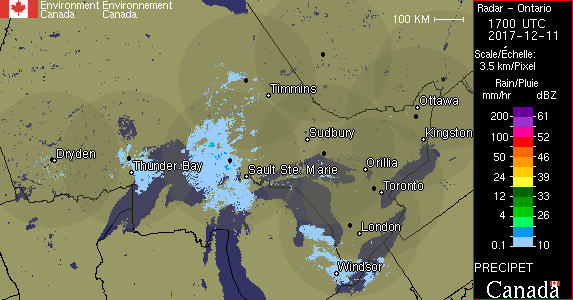 Environment Environnement
Canada Canada
100 KM
Timmins
Ottawa
Sudbury
Kingston
Dryden
Thunder Bay
Sault Ste. Marie
Orillia
Toronto
London
Windsor
Radar - Ontario
1700 UTC
2017-12-11
Scale/Échelle:
3.5 km/Pixel
Rain/Pluie
mm/hr dBZ
200 61
100 52
50 46
24 39
12 33
4 26
0.1 10
PRECIPET
Canada